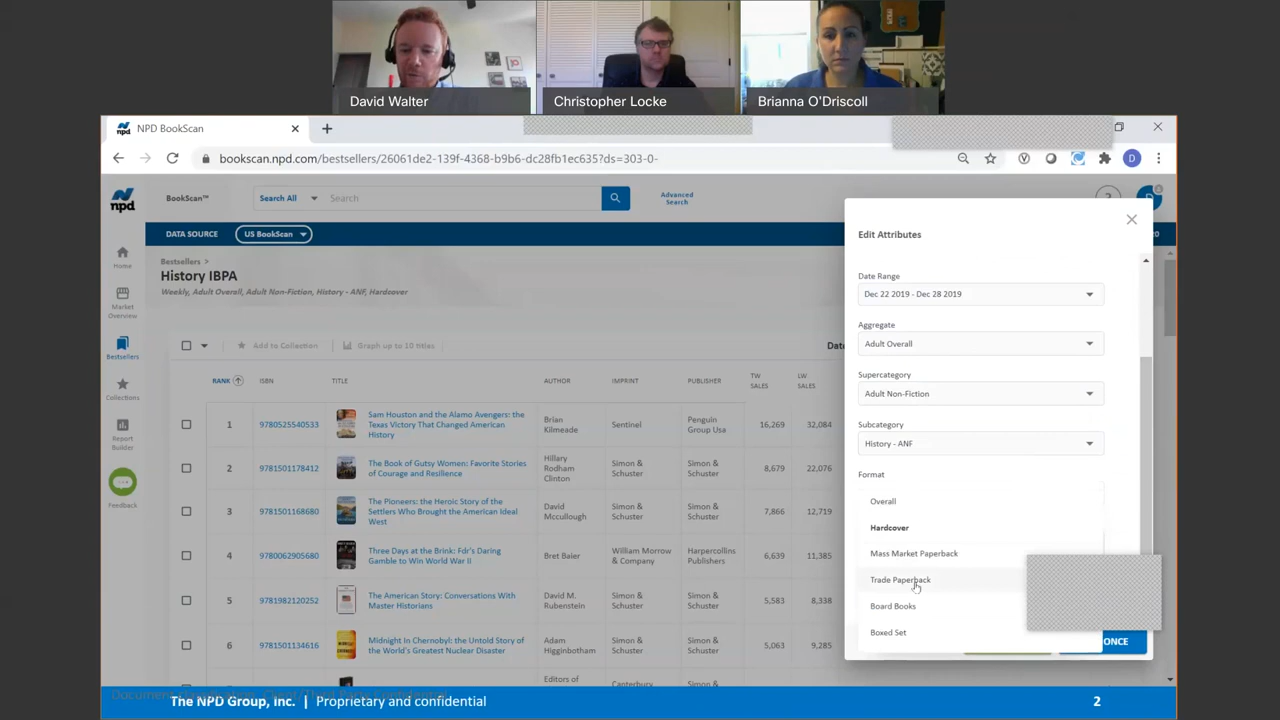 David Walter
Christopher Locke
Brianna O'Driscoll
npd
NPD BookScan
bookscan.npd.com/bestsellers/26061de2-139f-4368-b9b6-dc28fb1ec635?ds=303-0-
D
npd
BookScan™
Search All
Search
Advanced
Search
?
DATA SOURCE
US BookScan
20
Home
Market
Overview
Bestsellers
Collections
Report
Builder
Feedback
Bestsellers >
History IBPA
Weekly, Adult Overall, Adult Non-Fiction, History - ANF, Hardcover
Add to Collection
Graph up to 10 titles
RANK
ISBN
TITLE
AUTHOR
IMPRINT
PUBLISHER
TW
SALES
LW
SALES
1
9780525540533
Sam Houston and the Alamo Avengers: the
Texas Victory That Changed American
History
Brian
Kilmeade
Sentinel
Penguin
Group Usa
16,269
32,084
2
9781501178412
The Book of Gutsy Women: Favorite Stories
of Courage and Resilience
Hillary
Rodham
Clinton
Simon &
Schuster
Simon &
Schuster
8,679
22,076
3
9781501168680
The Pioneers: the Heroic Story of the
Settlers Who Brought the American Ideal
West
David
Mccullough
Simon &
Schuster
Simon &
Schuster
7,866
12,719
4
9780062905680
Three Days at the Brink: Fdr's Daring
Gamble to Win World War II
Bret Baier
William Morrow
& Company
Harpercollins
Publishers
6,639
11,385
5
9781982120252
The American Story: Conversations With
Master Historians
David M.
Rubenstein
Simon &
Schuster
Simon &
Schuster
5,583
8,338
6
9781501134616
Midnight in Chernobyl: the Untold Story of
the World's Greatest Nuclear Disaster
Adam
Higginbotham
Simon &
Schuster
Simon &
Schuster
5,063
9,285
Editors of
Canterbury
Edit Attributes
Date Range
Dec 22 2019 - Dec 28 2019
Aggregate
Adult Overall
Supercategory
Adult Non-Fiction
Subcategory
History - ANF
Format
Overall
Hardcover
Mass Market Paperback
Trade Paperback
Board Books
Boxed Set
ONCE
The NPD Group, Inc. | Proprietary and confidential
2